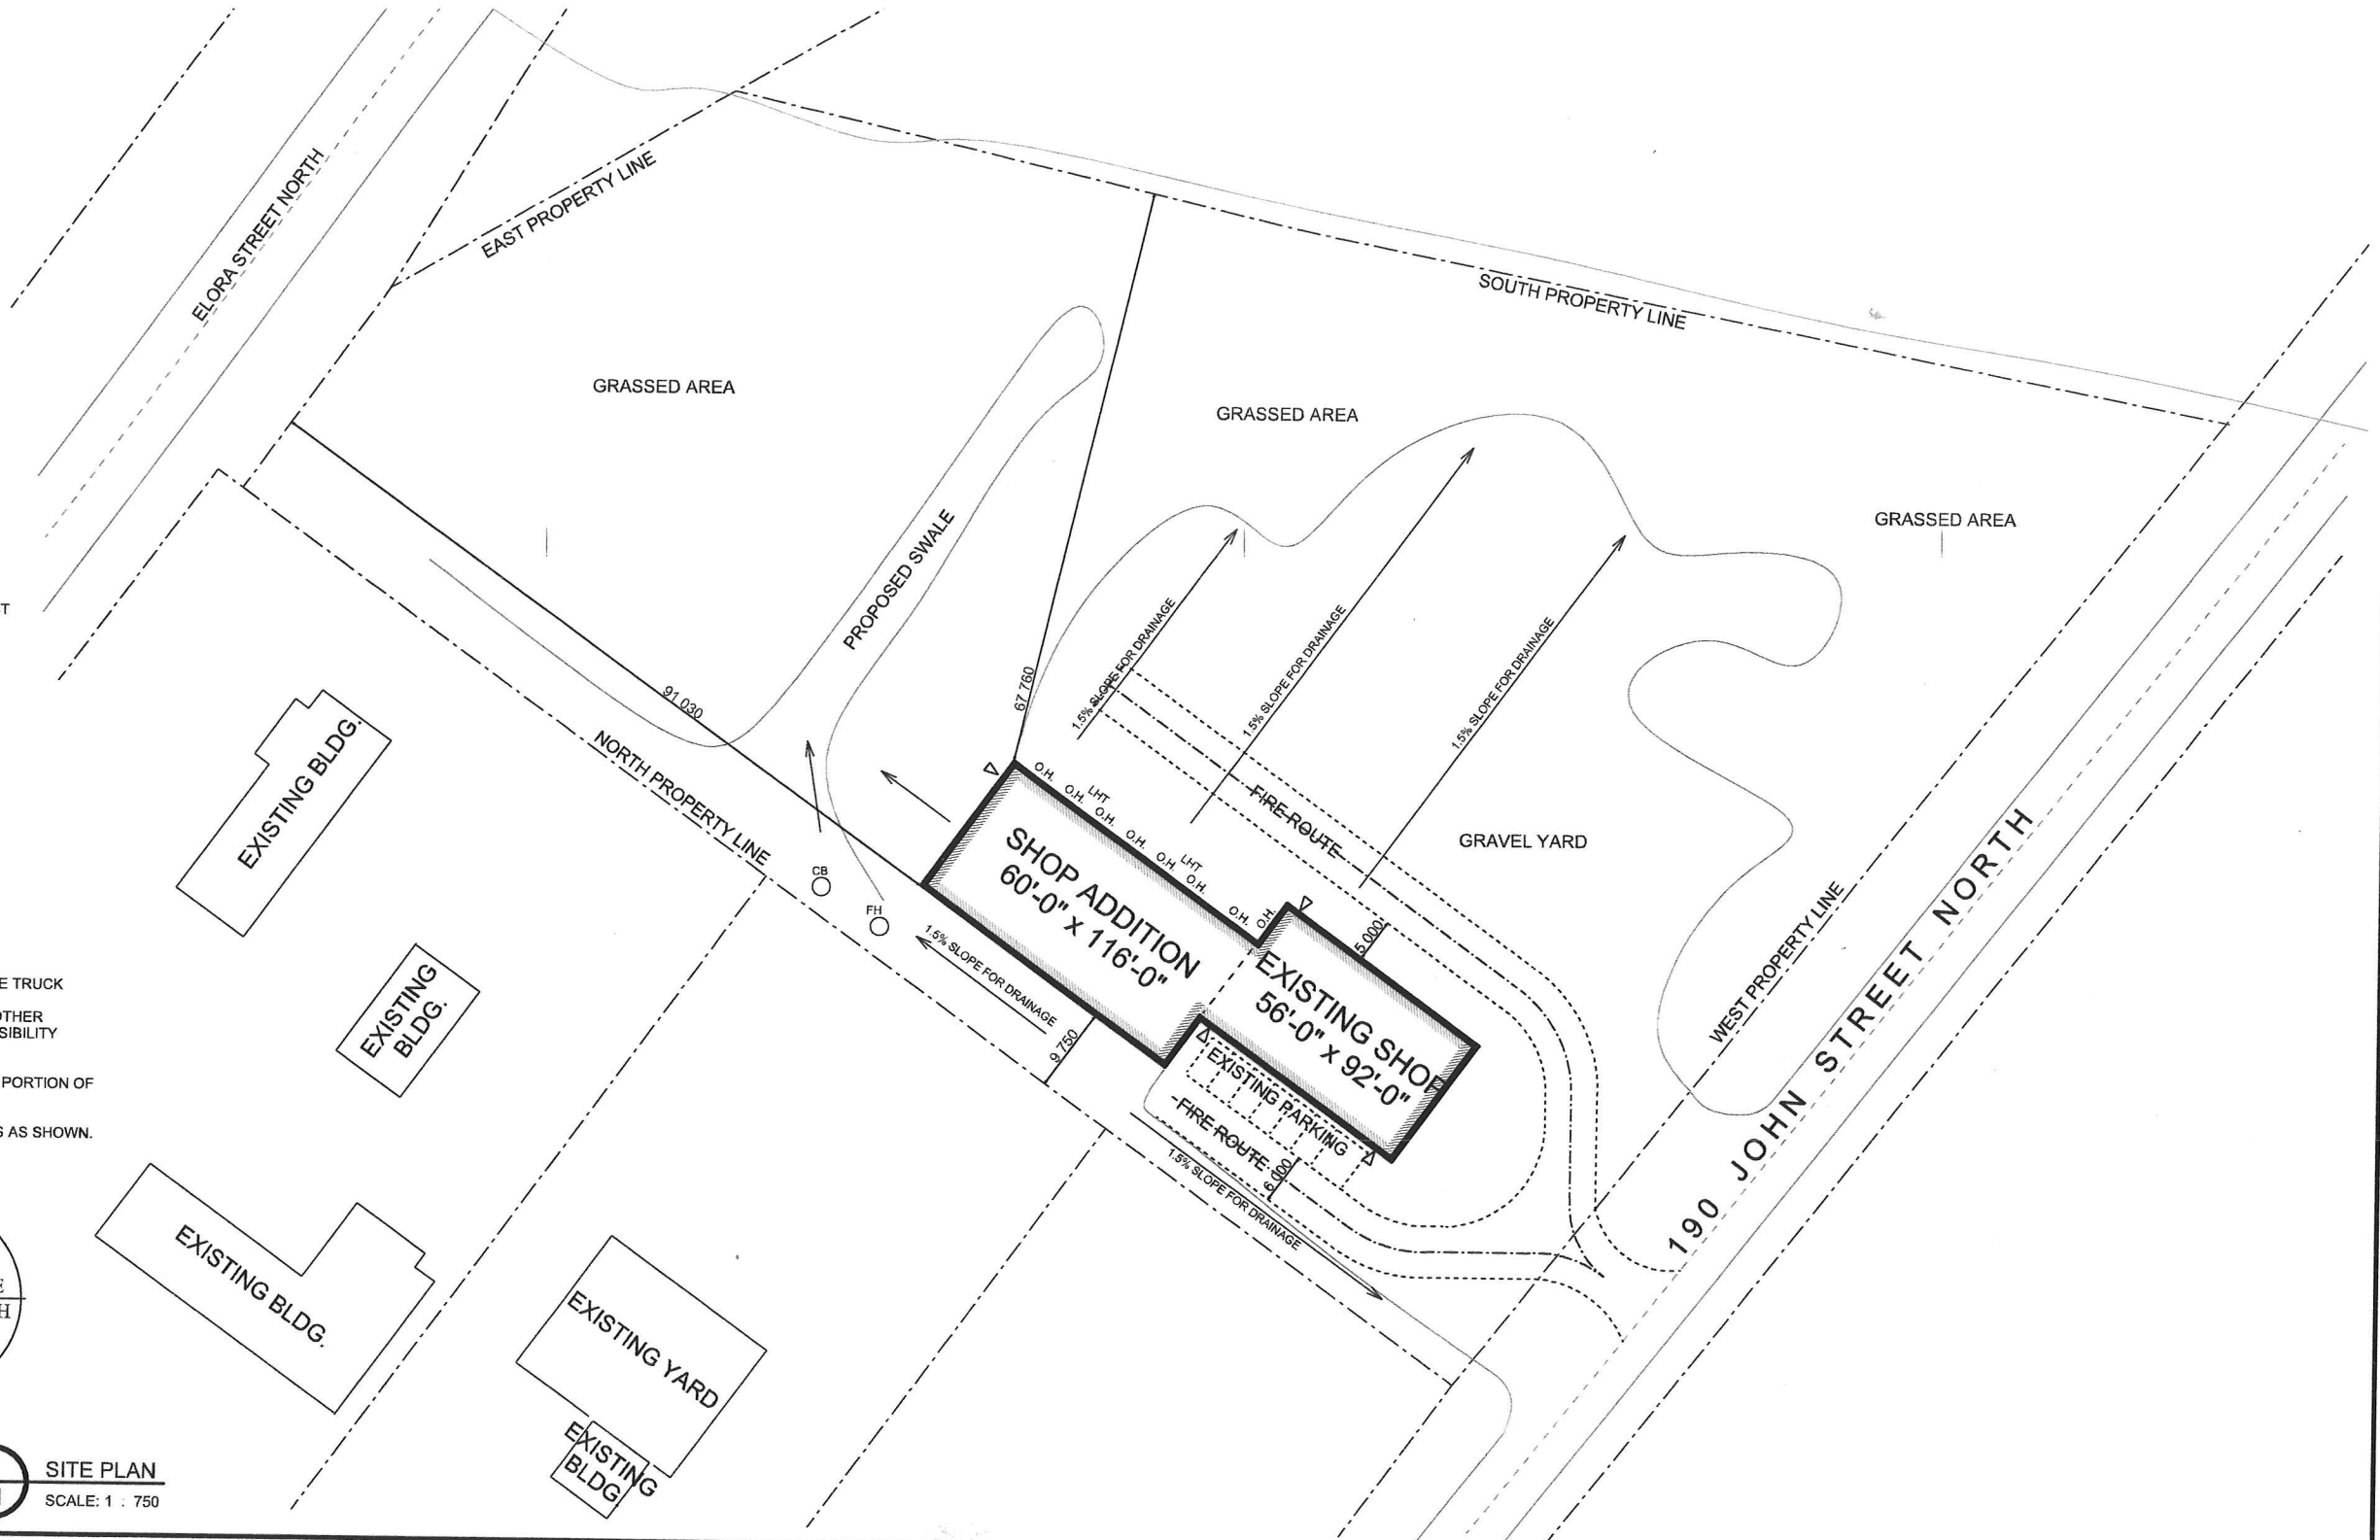 ELORA STREET NORTH
EAST PROPERTY LINE
SOUTH PROPERTY LINE
GRASSED AREA
GRASSED AREA
GRASSED AREA
PROPOSED SWALE
1.5% SLOPE FOR DRAINAGE
1.5% SLOPE FOR DRAINAGE
1.5% SLOPE FOR DRAINAGE
91 030
67 760
NORTH PROPERTY LINE
EXISTING BLDG.
O.H.
O.H.
LHT
O.H.
O.H.
O.H.
LHT
O.H.
O.H.
O.H.
FIRE ROUTE
GRAVEL YARD
CB
FH
SHOP ADDITION
60'-0" x 116'-0"
1.5% SLOPE FOR DRAINAGE
9 750
5 000
EXISTING SHOP
56'-0" x 92'-0"
EXISTING PARKING
FIRE ROUTE
6 000
1.5% SLOPE FOR DRAINAGE
WEST PROPERTY LINE
190 JOHN STREET NORTH
EXISTING
BLDG.
TRUCK
PORTION OF
AS SHOWN.
EXISTING BLDG.
EXISTING YARD
EXISTING
BLDG
SITE PLAN
SCALE: 1 : 750